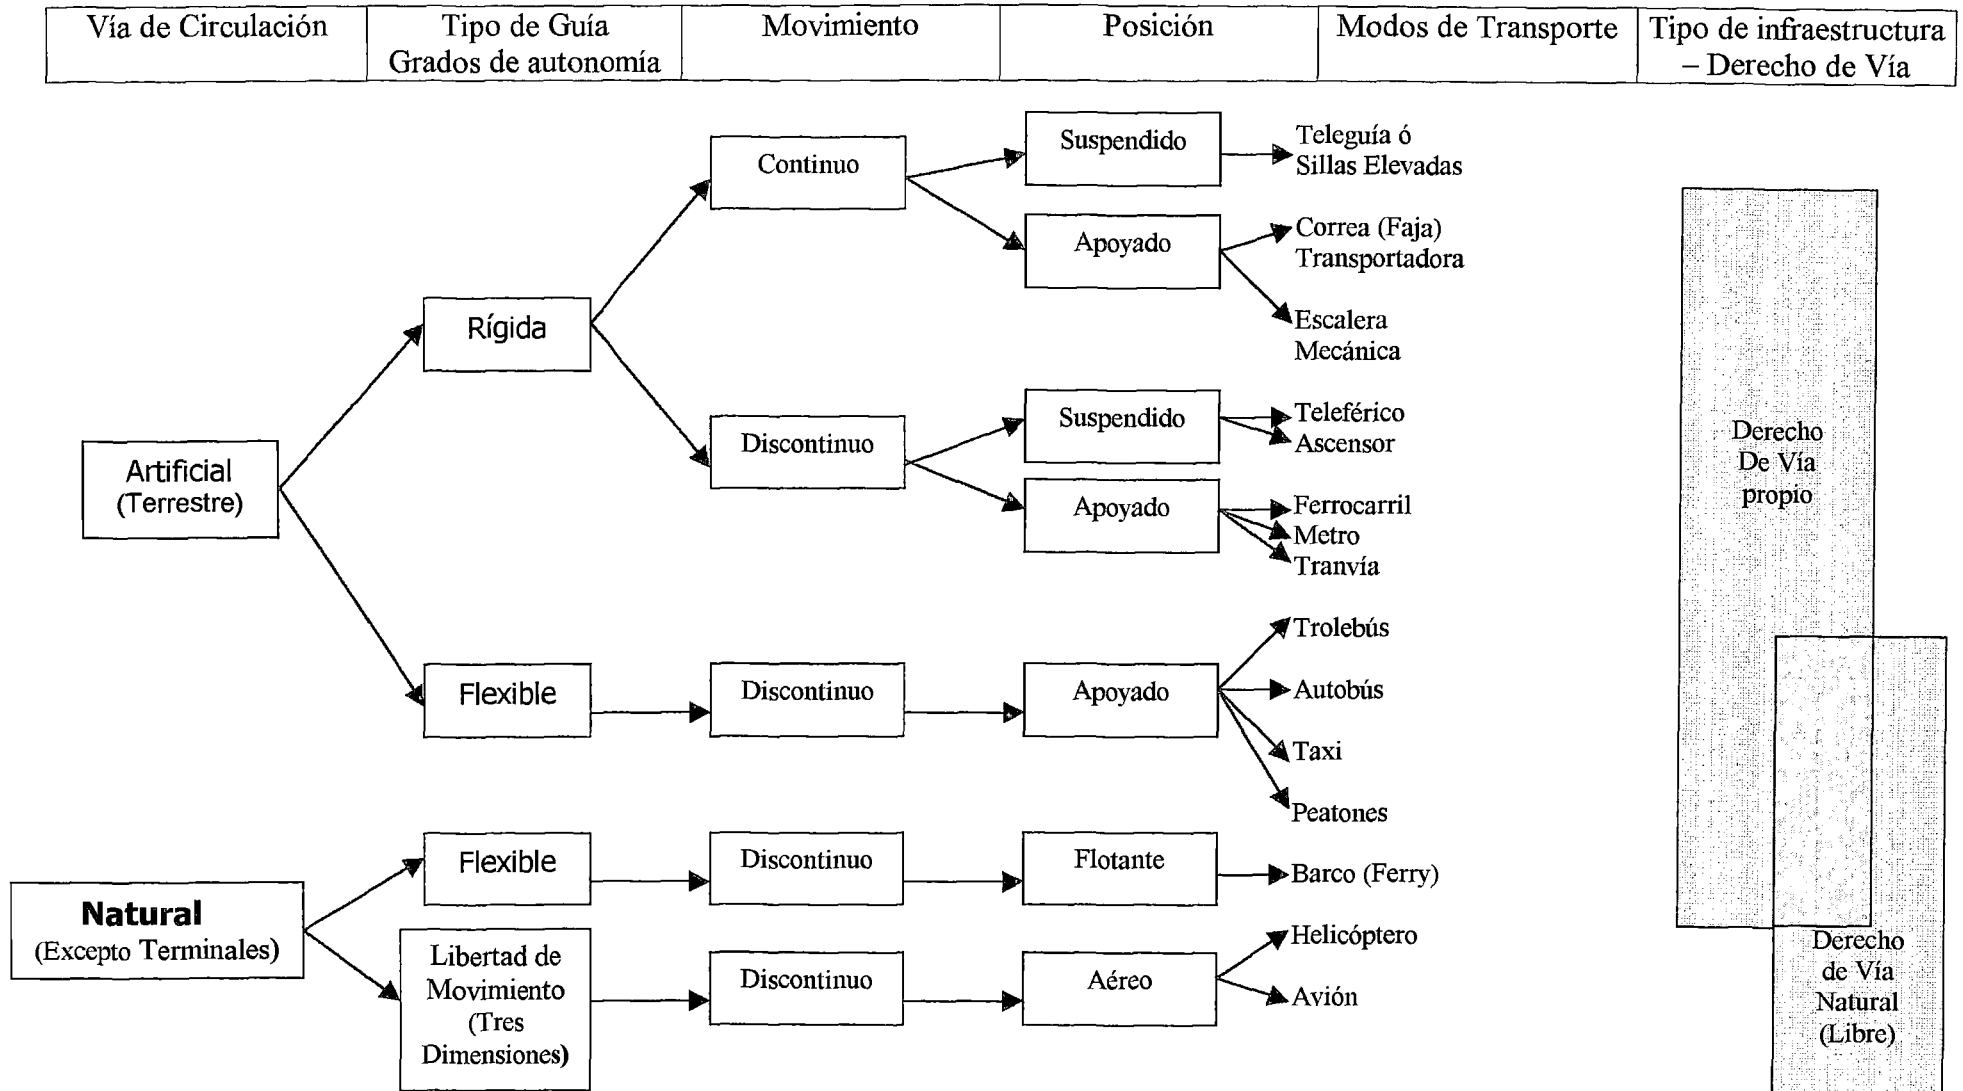 Vía de Circulación
Tipo de Guía
Grados de autonomía
Movimiento
Posición
Modos de Transporte
Tipo de infraestructura
– Derecho de Vía
Artificial
(Terrestre)
Rígida
Continuo
Suspendido
Teleguía ó
Sillas Elevadas
Apoyado
Correa (Faja)
Transportadora
Escalera
Mecánica
Discontinuo
Suspendido
Teleférico
Ascensor
Apoyado
Ferrocarril
Metro
Tranvía
Flexible
Discontinuo
Apoyado
Trolebús
Autobús
Taxi
Peatones
Natural
(Excepto Terminales)
Flexible
Discontinuo
Flotante
Barco (Ferry)
Libertad de
Movimiento
(Tres
Dimensiones)
Discontinuo
Aéreo
Helicóptero
Avión
Derecho
De Vía
propio
Derecho
de Vía
Natural
(Libre)